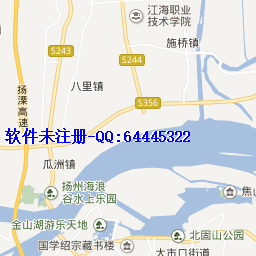 江海职业
技术学院
施桥镇
S243
S244
八里镇
扬溧高速
S356
软件未注册-QQ:64445322
瓜洲镇
扬州海浪
谷水上乐园
焦山
金山湖游乐天地
北固山公园
国学绍宗藏书楼
大市口街道